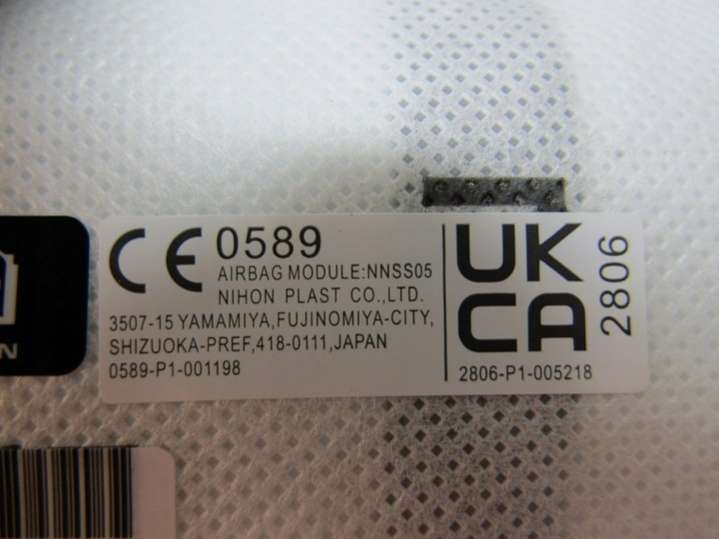 CE 0589
AIRBAG MODULE:NNSS05
NIHON PLAST CO.,LTD.
3507-15 YAMAMIYA,FUJINOMIYA-CITY,
SHIZUOKA-PREF,418-0111,JAPAN
0589-P1-001198
UK
CA
2806
2806-P1-005218
N